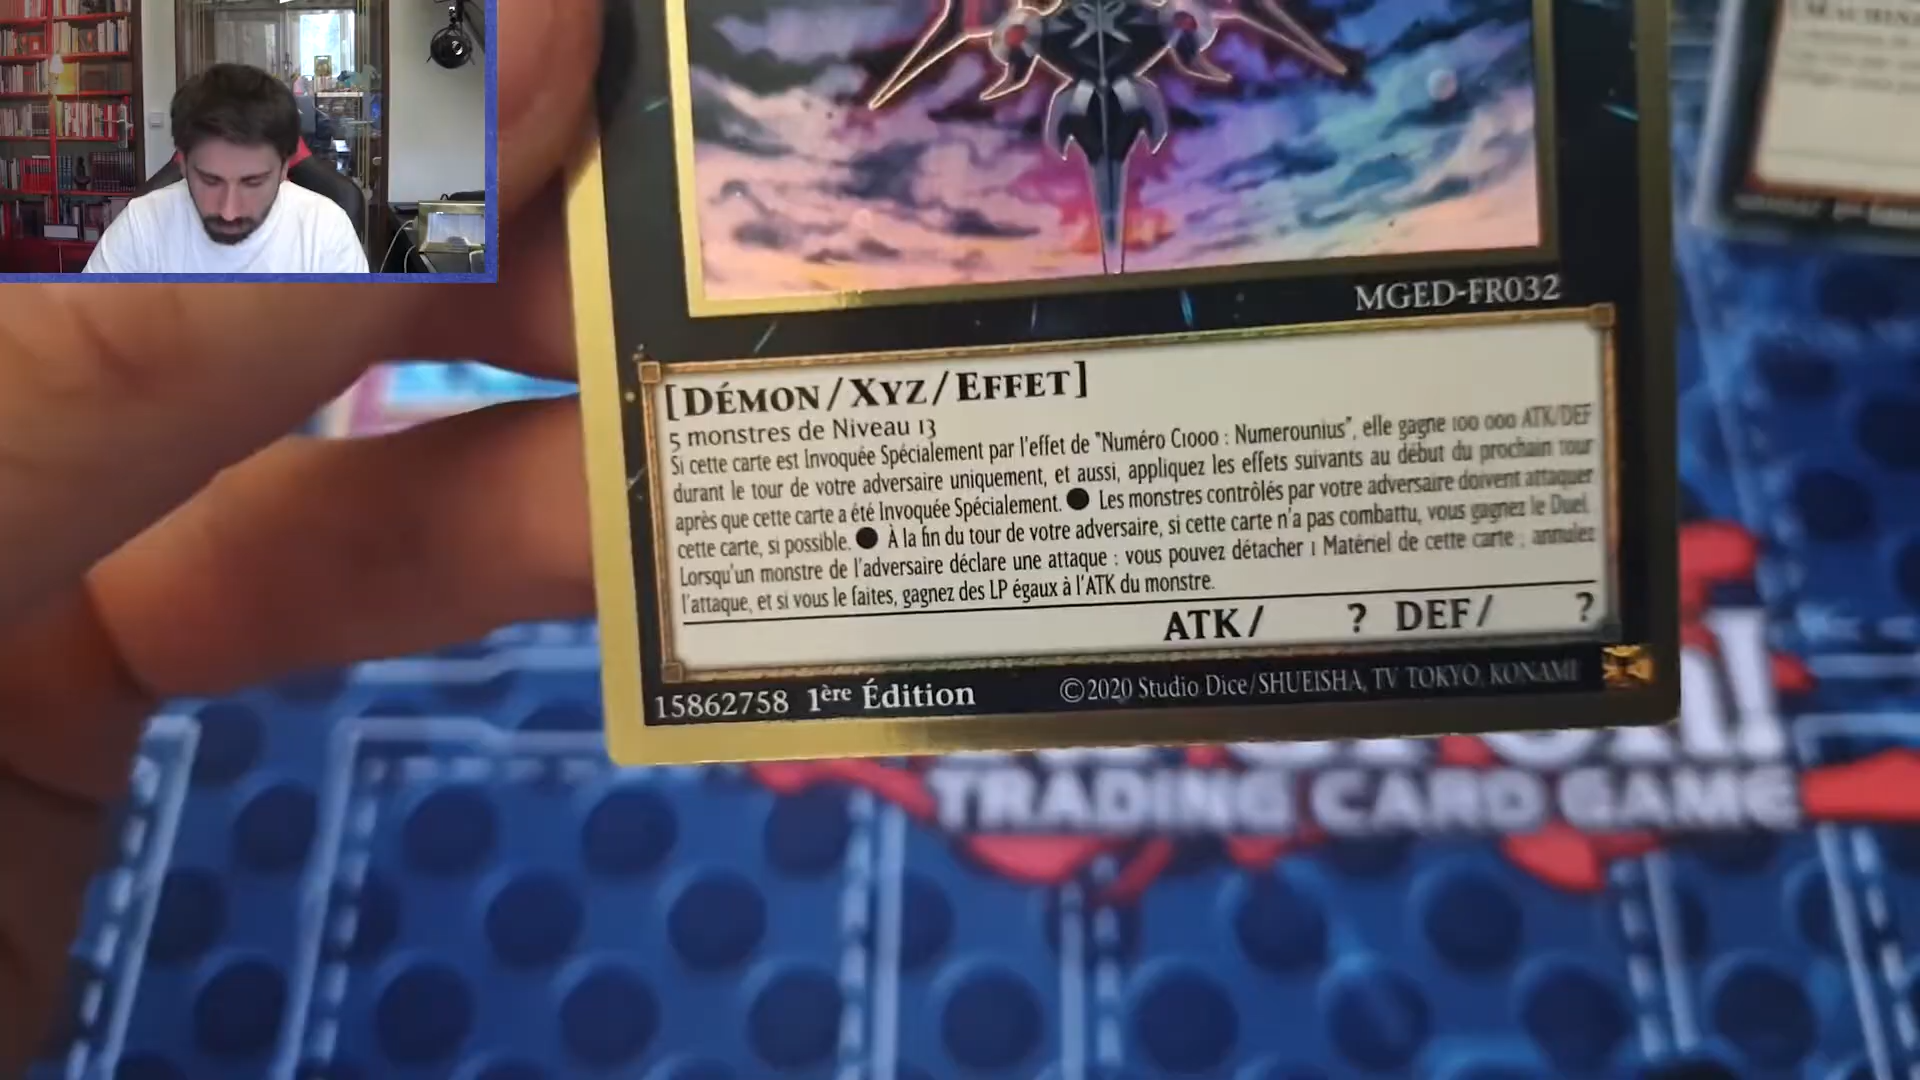 MGED-FR032
[DÉMON/XYZ/EFFET]
5 monstres de Niveau 13
Si cette carte est Invoquée Spécialement par l'effet de "Numéro C1000 : Numerounius", elle gagne 100 000 ATK/DEF
durant le tour de votre adversaire uniquement, et aussi, appliquez les effets suivants au début du prochain tour
après que cette carte a été Invoquée Spécialement. ● Les monstres contrôlés par votre adversaire doivent attaquer
cette carte, si possible. ● À la fin du tour de votre adversaire, si cette carte n'a pas combattu, vous gagnez le Duel.
Lorsqu'un monstre de l'adversaire déclare une attaque : vous pouvez détacher 1 Matériel de cette carte ; annulez
l'attaque, et si vous le faites, gagnez des LP égaux à l'ATK du monstre.
ATK/ ? DEF/ ?
15862758 1ère Édition ©2020 Studio Dice/SHUEISHA, TV TOKYO, KONAMI
TRADING CARD GAME